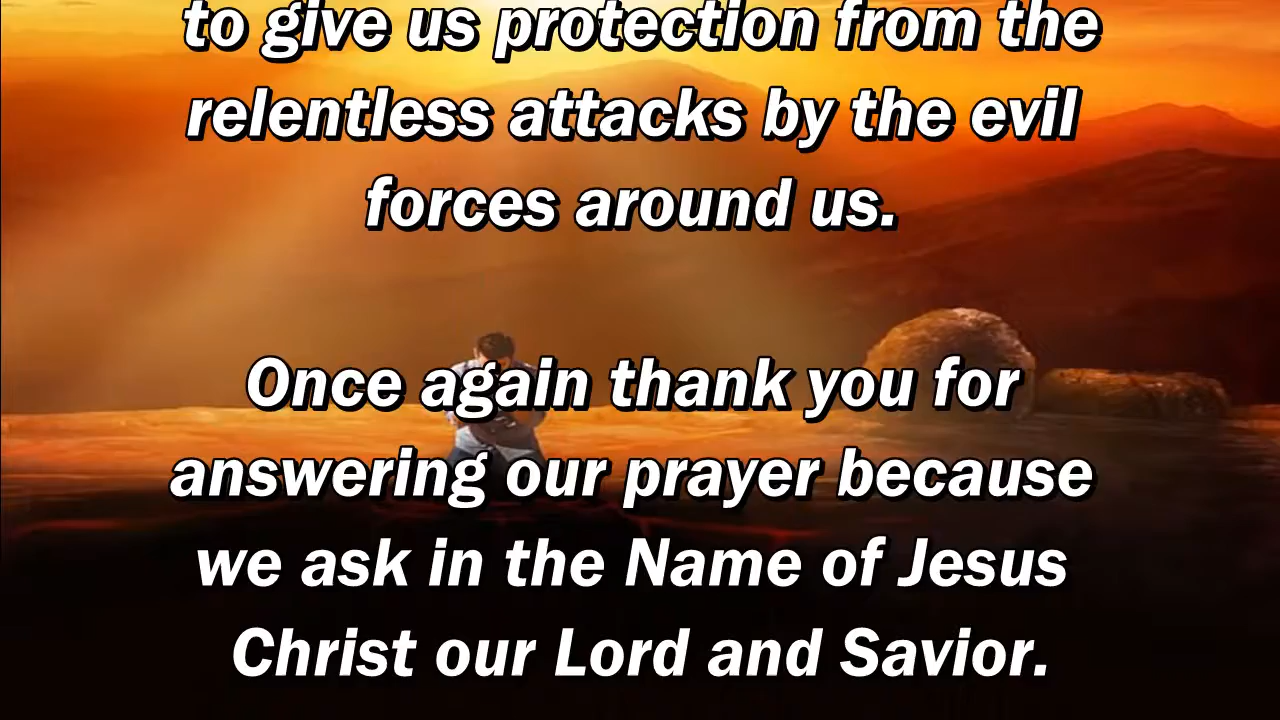 to give us protection from the
relentless attacks by the evil
forces around us.
Once again thank you for
answering our prayer because
we ask in the Name of Jesus
Christ our Lord and Savior.